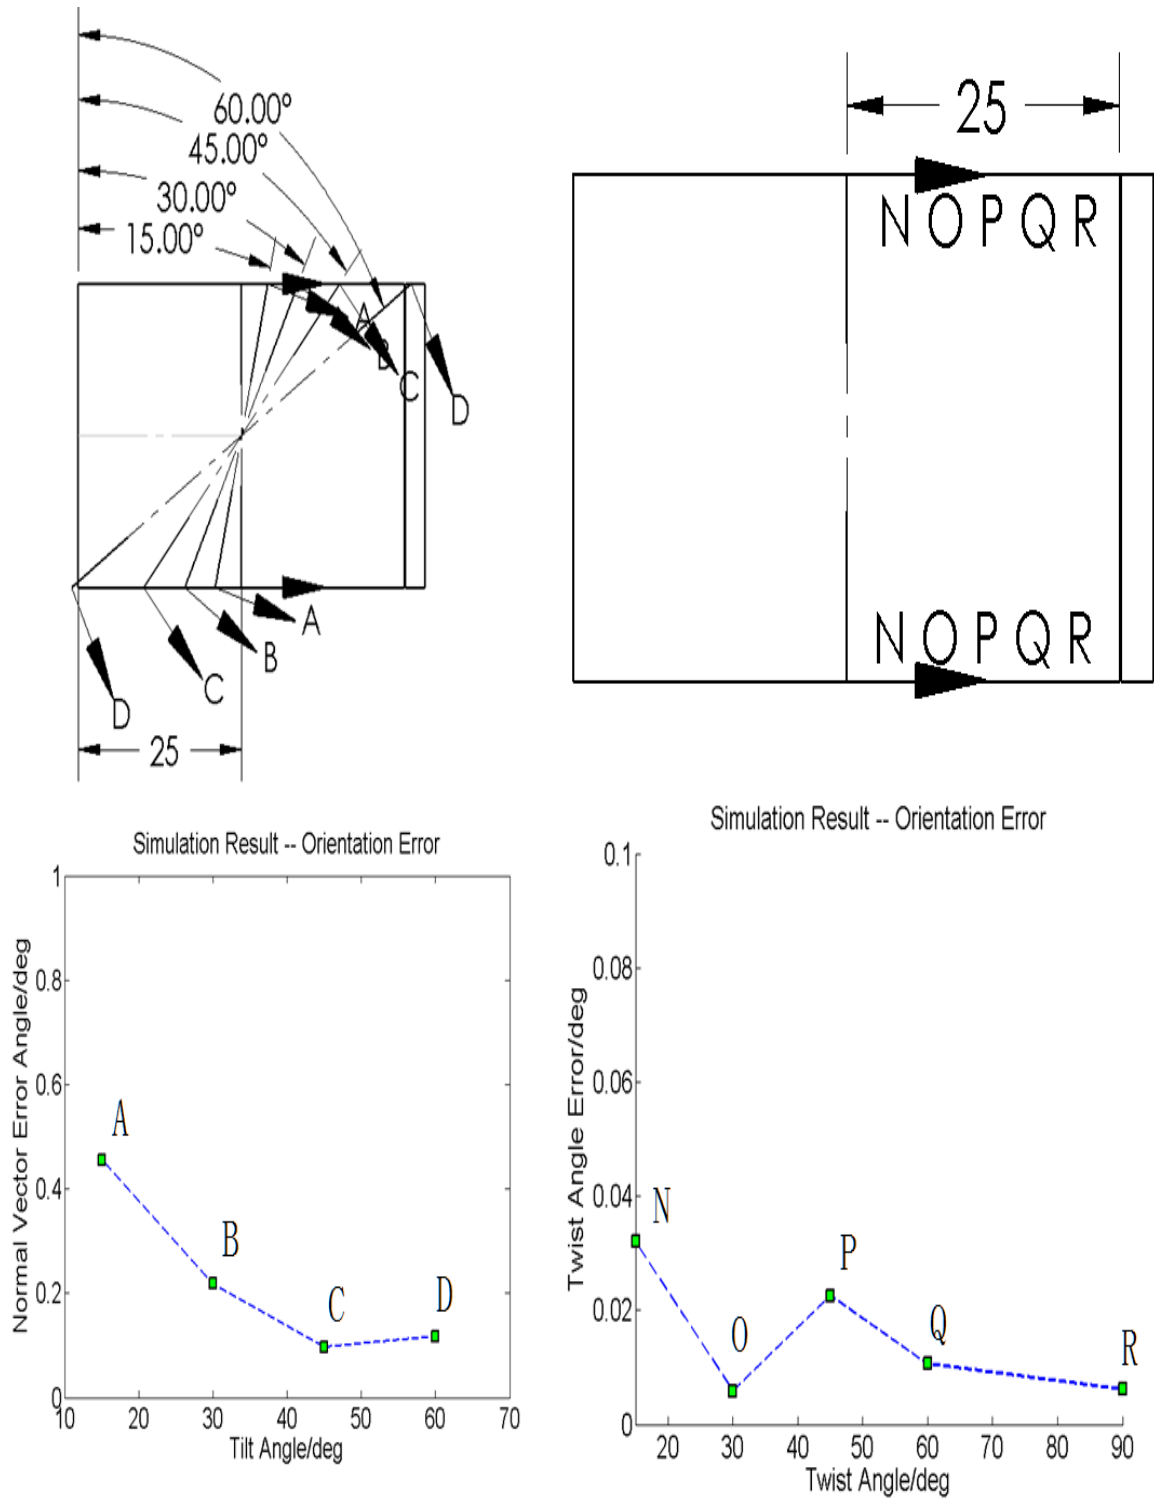 60.00°
45.00°
30.00°
15.00°
A
B
C
D
A
B
C
D
25
25
N O P Q R
N O P Q R
Simulation Result -- Orientation Error
1
0.8
0.6
0.4
0.2
0
Normal Vector Error Angle/deg
A
B
C
D
10 20 30 40 50 60 70
Tilt Angle/deg
Simulation Result -- Orientation Error
0.1
0.08
0.06
0.04
0.02
0
Twist Angle Error/deg
N
O
P
Q
R
20 30 40 50 60 70 80 90
Twist Angle/deg